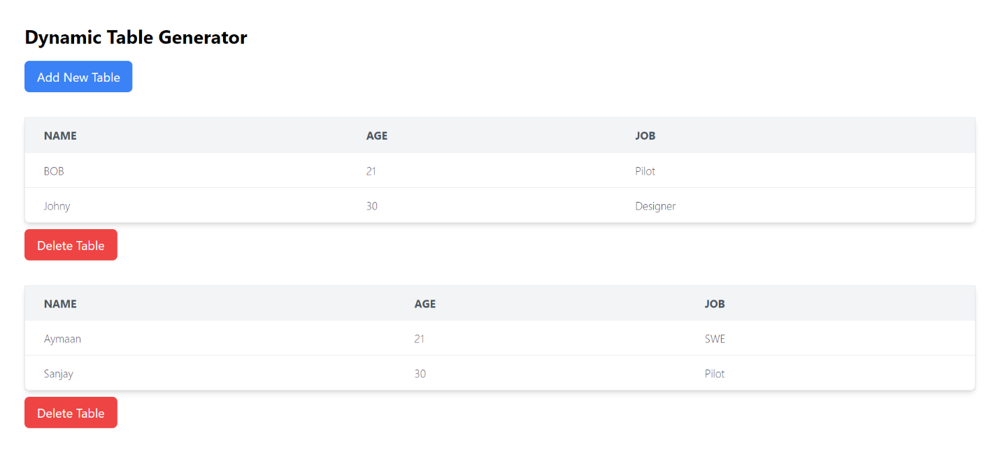 Dynamic Table Generator
Add New Table
NAME AGE JOB
BOB 21 Pilot
Johny 30 Designer
Delete Table
NAME AGE JOB
Aymaan 21 SWE
Sanjay 30 Pilot
Delete Table